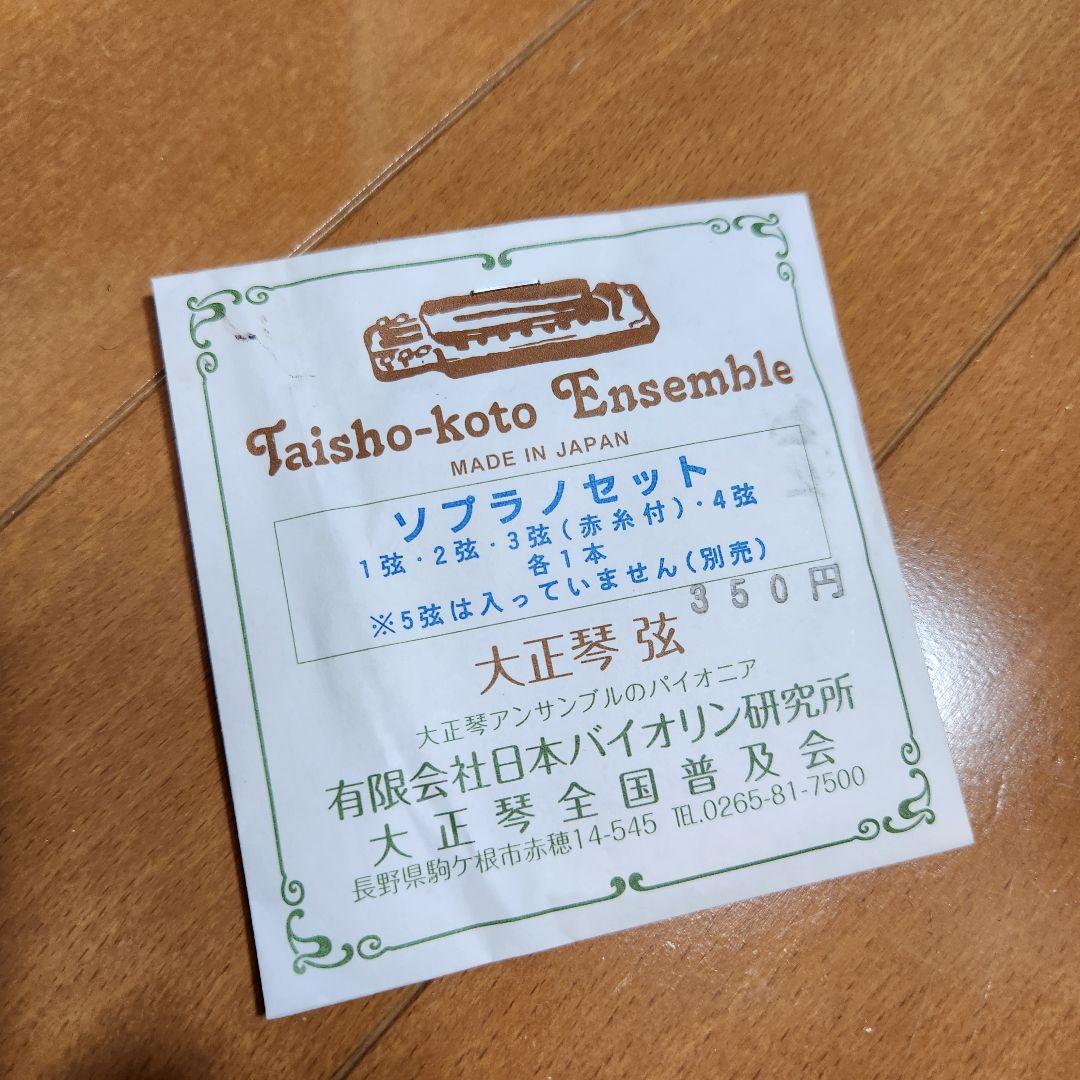 Taisho-koto Ensemble
MADE IN JAPAN
ソプラノセット
1弦・2弦・3弦(赤糸付)・4弦
各1本
※5弦は入っていません(別売)
350円
大正琴 弦
大正琴アンサンブルのパイオニア
有限会社日本バイオリン研究所
大正琴全国普及会
長野県駒ケ根市赤穂14-545 TEL.0265-81-7500